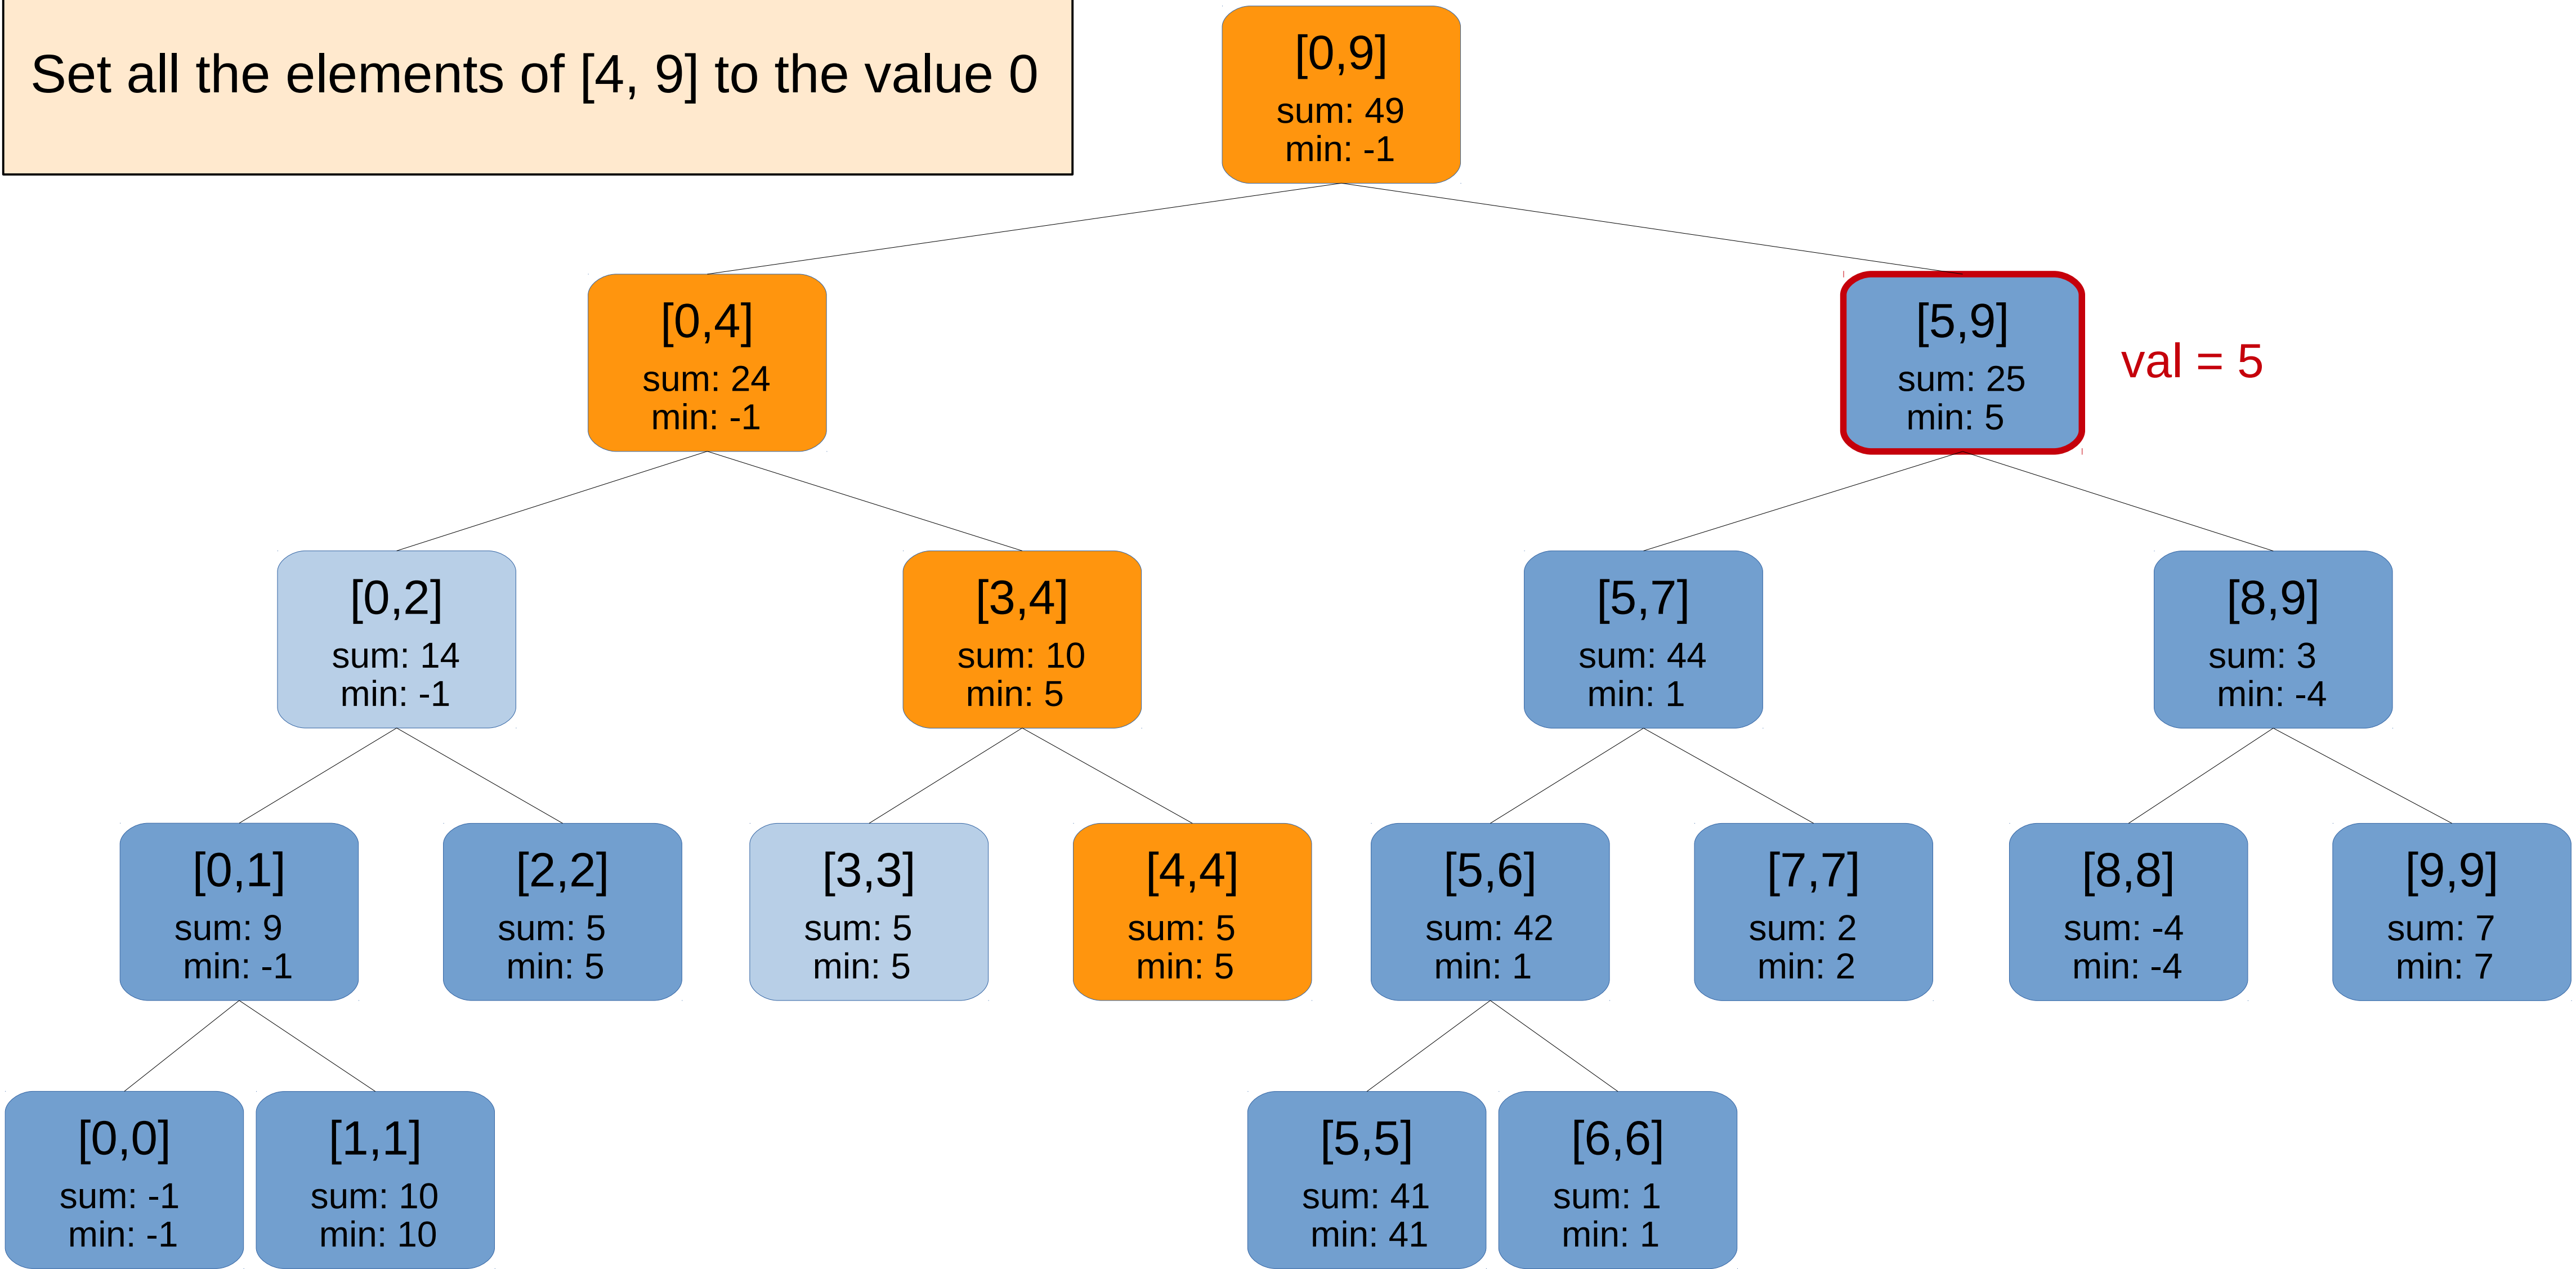 Set all the elements of [4, 9] to the value 0
[0,9]
sum: 49
min: -1
[0,4]
sum: 24
min: -1
[5,9]
sum: 25
min: 5
val = 5
[0,2]
sum: 14
min: -1
[3,4]
sum: 10
min: 5
[5,7]
sum: 44
min: 1
[8,9]
sum: 3
min: -4
[0,1]
sum: 9
min: -1
[2,2]
sum: 5
min: 5
[3,3]
sum: 5
min: 5
[4,4]
sum: 5
min: 5
[5,6]
sum: 42
min: 1
[7,7]
sum: 2
min: 2
[8,8]
sum: -4
min: -4
[9,9]
sum: 7
min: 7
[0,0]
sum: -1
min: -1
[1,1]
sum: 10
min: 10
[5,5]
sum: 41
min: 41
[6,6]
sum: 1
min: 1